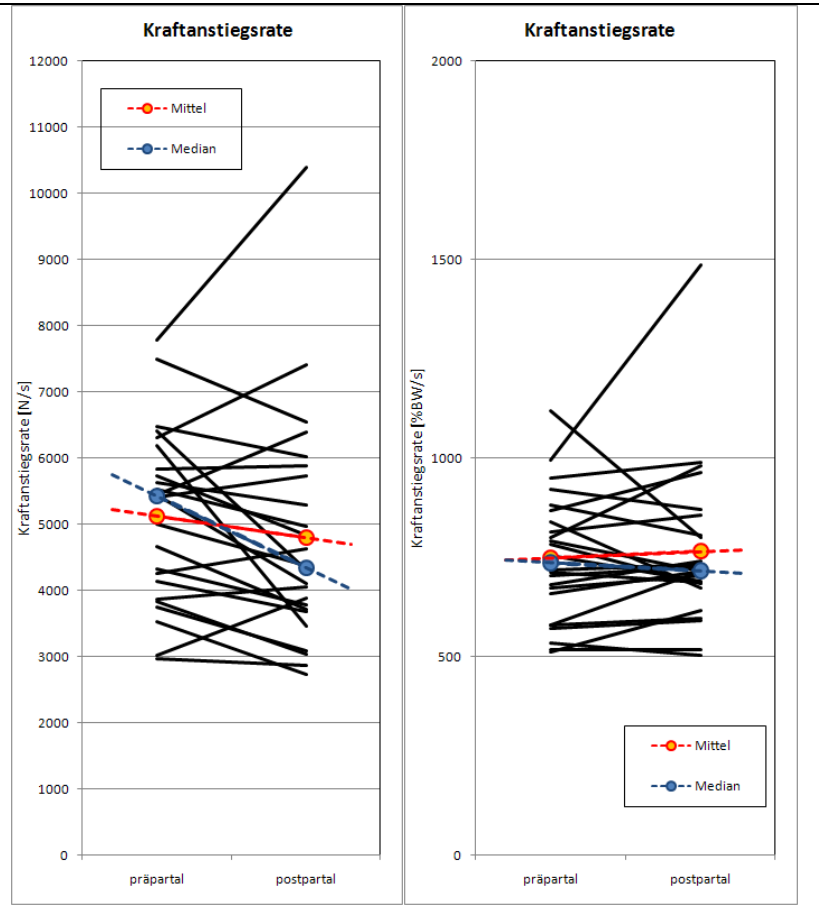 Kraftanstiegsrate
12000
11000
10000
9000
8000
7000
6000
5000
4000
3000
2000
1000
0
Kraftanstiegsrate [N/s]
Mittel
Median
präpartal
postpartal
Kraftanstiegsrate
2000
1500
1000
500
0
Kraftanstiegsrate [%BW/s]
Mittel
Median
präpartal
postpartal